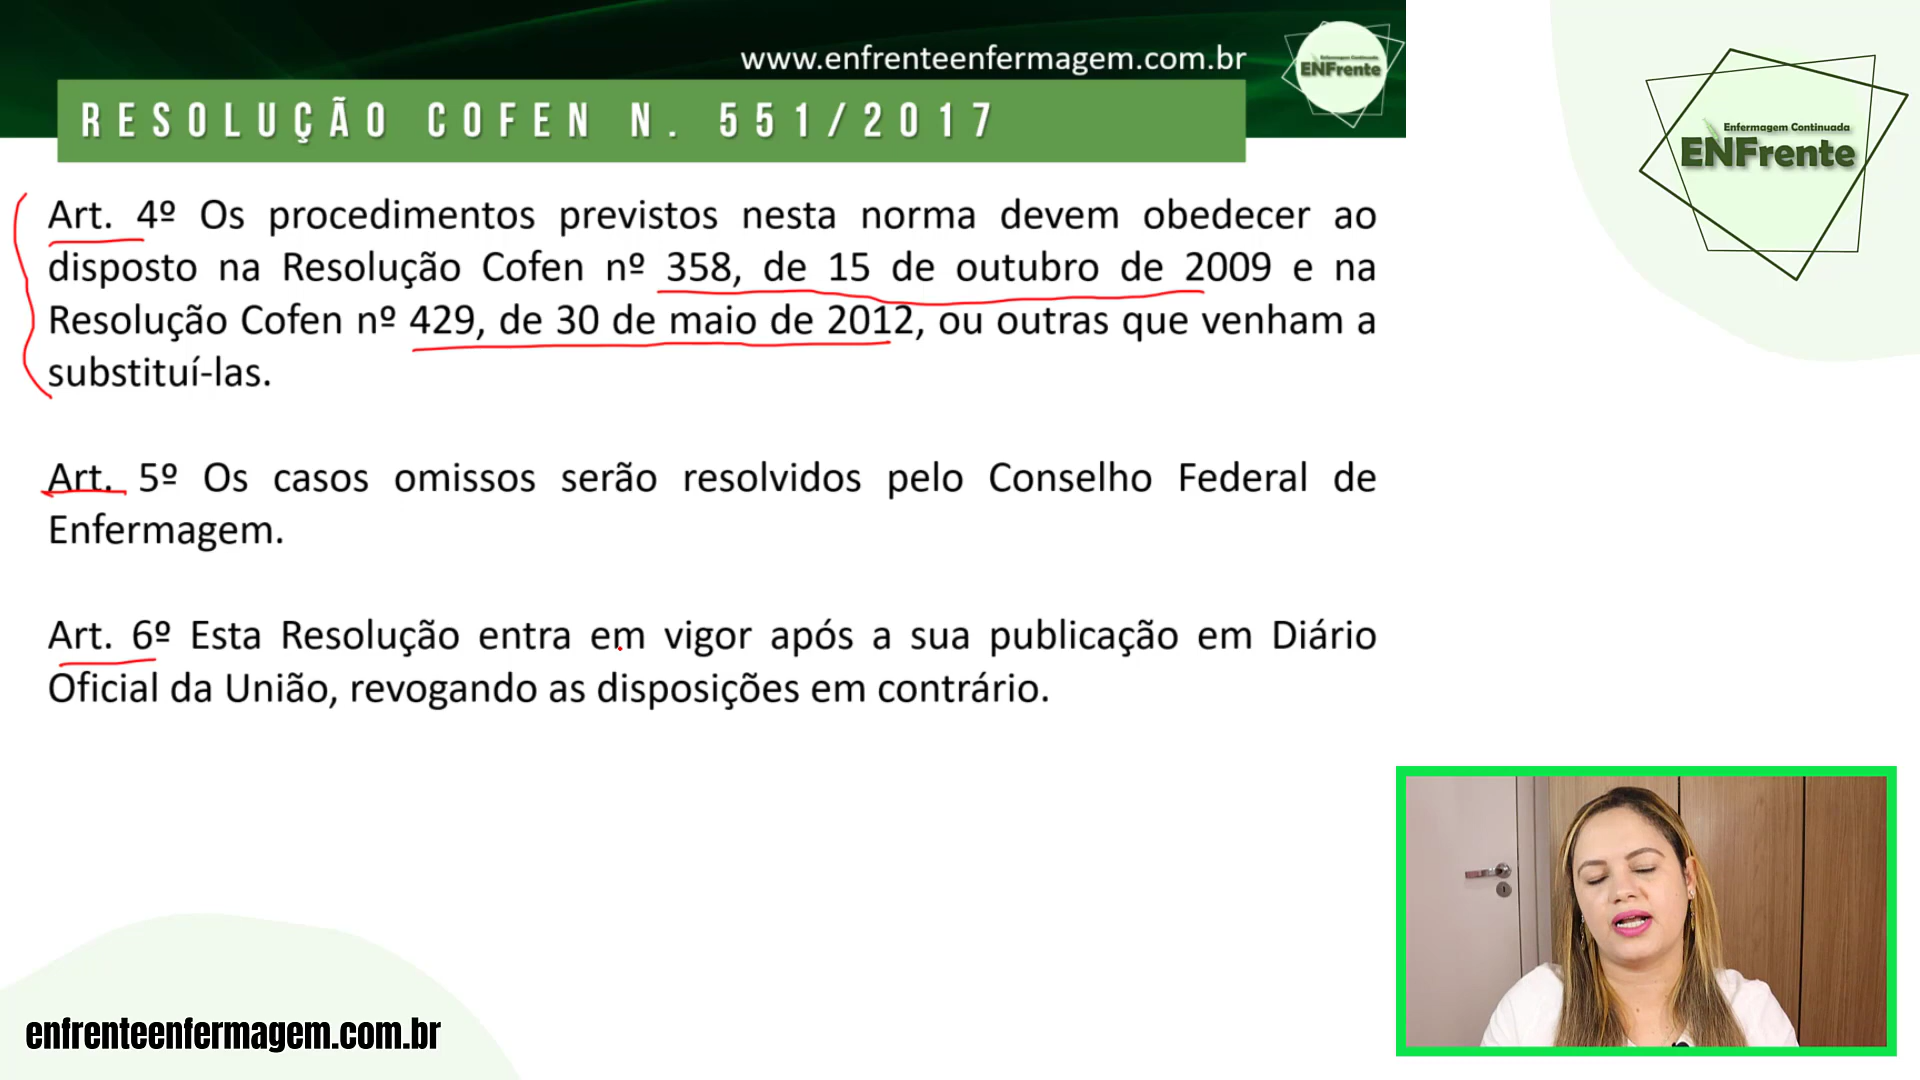 www.enfrenteenfermagem.com.br
Enfermagem Continuada
ENFrente
RESOLUÇÃO COFEN N. 551/2017
Enfermagem Continuada
ENFrente
Art. 4º Os procedimentos previstos nesta norma devem obedecer ao
disposto na Resolução Cofen nº 358, de 15 de outubro de 2009 e na
Resolução Cofen nº 429, de 30 de maio de 2012, ou outras que venham a
substituí-las.
Art. 5º Os casos omissos serão resolvidos pelo Conselho Federal de
Enfermagem.
Art. 6º Esta Resolução entra em vigor após a sua publicação em Diário
Oficial da União, revogando as disposições em contrário.
enfrenteenfermagem.com.br